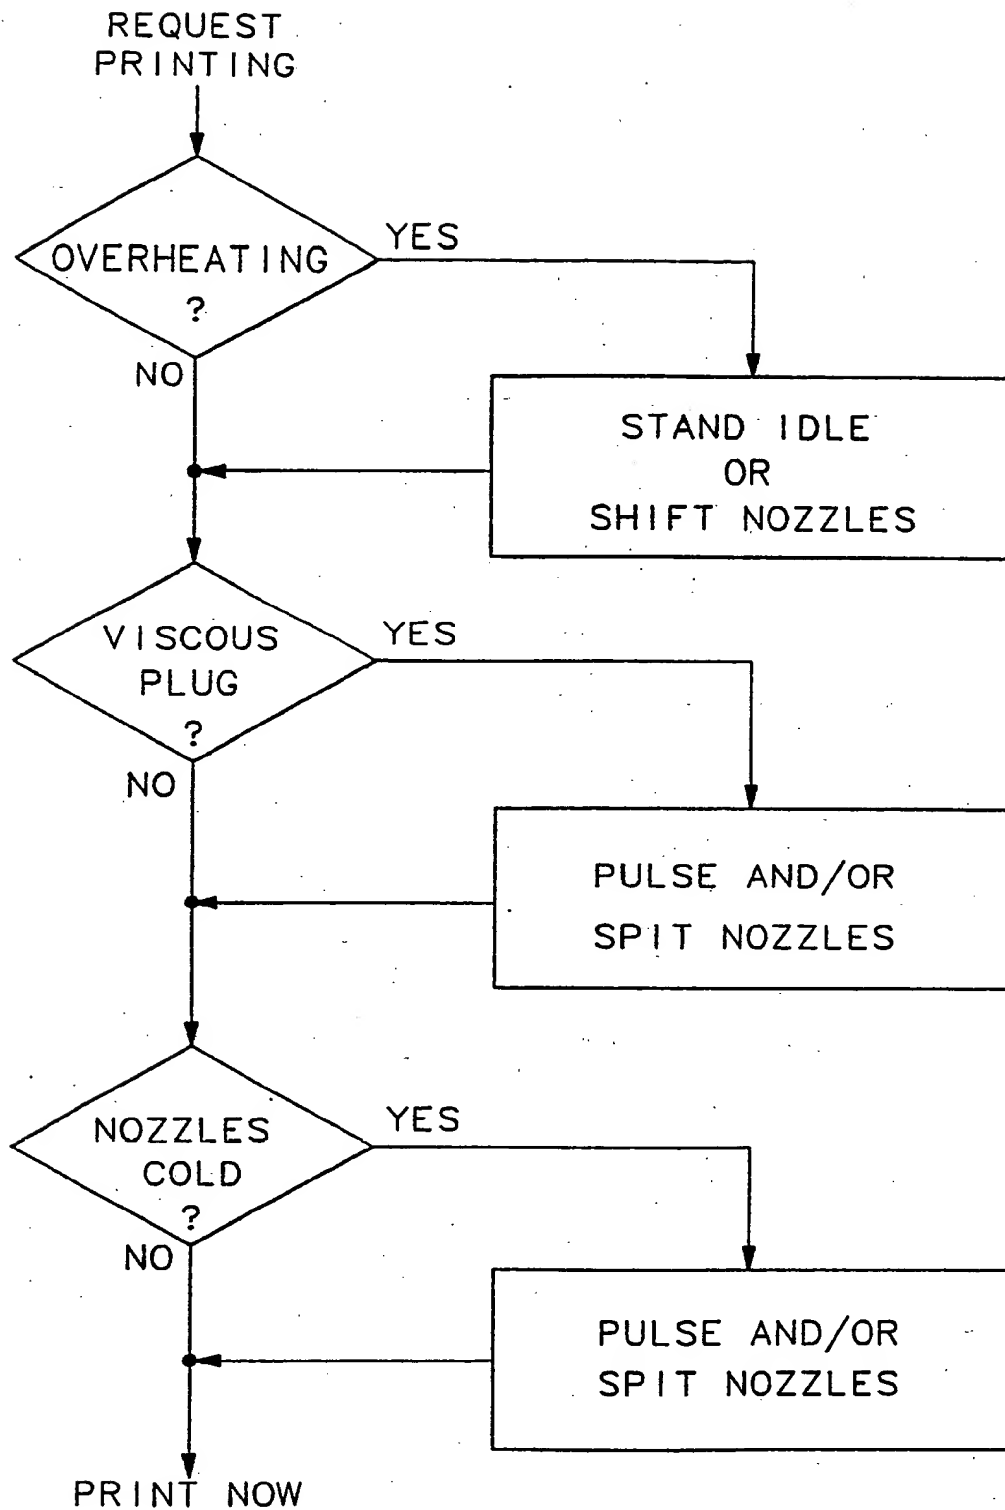 REQUEST
PRINTING
OVERHEATING
?
YES
NO
STAND IDLE
OR
SHIFT NOZZLES
VISCOUS
PLUG
?
YES
NO
PULSE AND/OR
SPIT NOZZLES
NOZZLES
COLD
?
YES
NO
PULSE AND/OR
SPIT NOZZLES
PRINT NOW